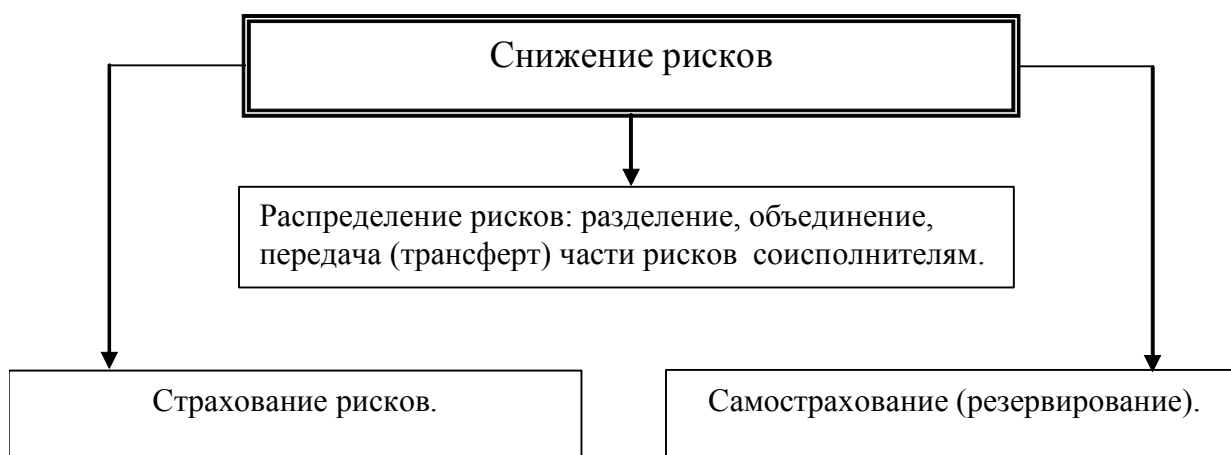 Снижение рисков
Распределение рисков: разделение, объединение,
передача (трансферт) части рисков соисполнителям.
Страхование рисков.
Самострахование (резервирование).